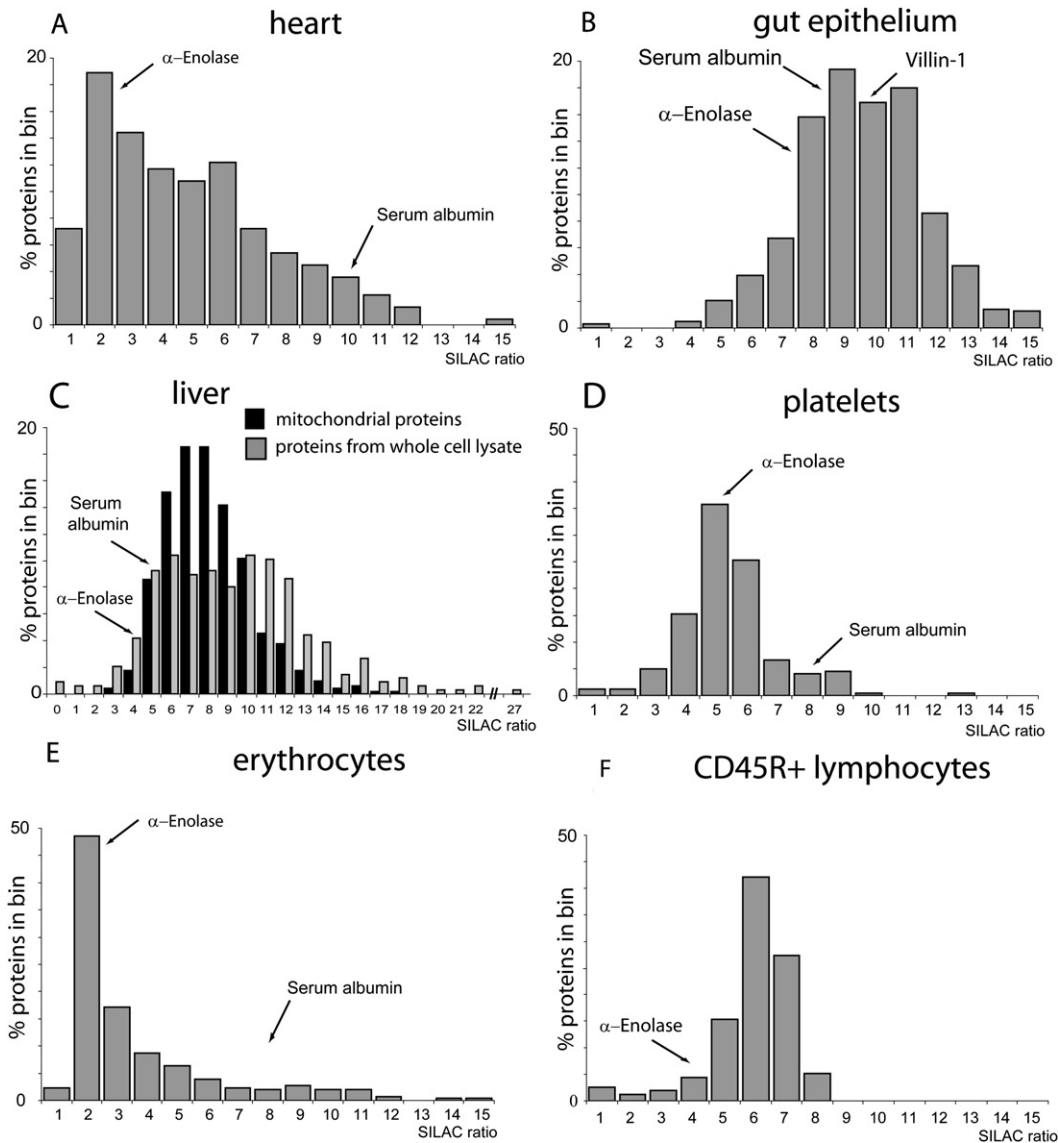 A heart
% proteins in bin
20
0
α–Enolase
Serum albumin
1 2 3 4 5 6 7 8 9 10 11 12 13 14 15
SILAC ratio
B gut epithelium
% proteins in bin
20
0
Serum albumin
Villin-1
α–Enolase
1 2 3 4 5 6 7 8 9 10 11 12 13 14 15
SILAC ratio
C liver
mitochondrial proteins
proteins from whole cell lysate
% proteins in bin
20
0
Serum
albumin
α–Enolase
0 1 2 3 4 5 6 7 8 9 10 11 12 13 14 15 16 17 18 19 20 21 22 27
SILAC ratio
D platelets
% proteins in bin
50
0
α–Enolase
Serum albumin
1 2 3 4 5 6 7 8 9 10 11 12 13 14 15
SILAC ratio
E erythrocytes
% proteins in bin
50
0
α–Enolase
Serum albumin
1 2 3 4 5 6 7 8 9 10 11 12 13 14 15
SILAC ratio
F CD45R+ lymphocytes
% proteins in bin
50
0
α–Enolase
1 2 3 4 5 6 7 8 9 10 11 12 13 14 15
SILAC ratio